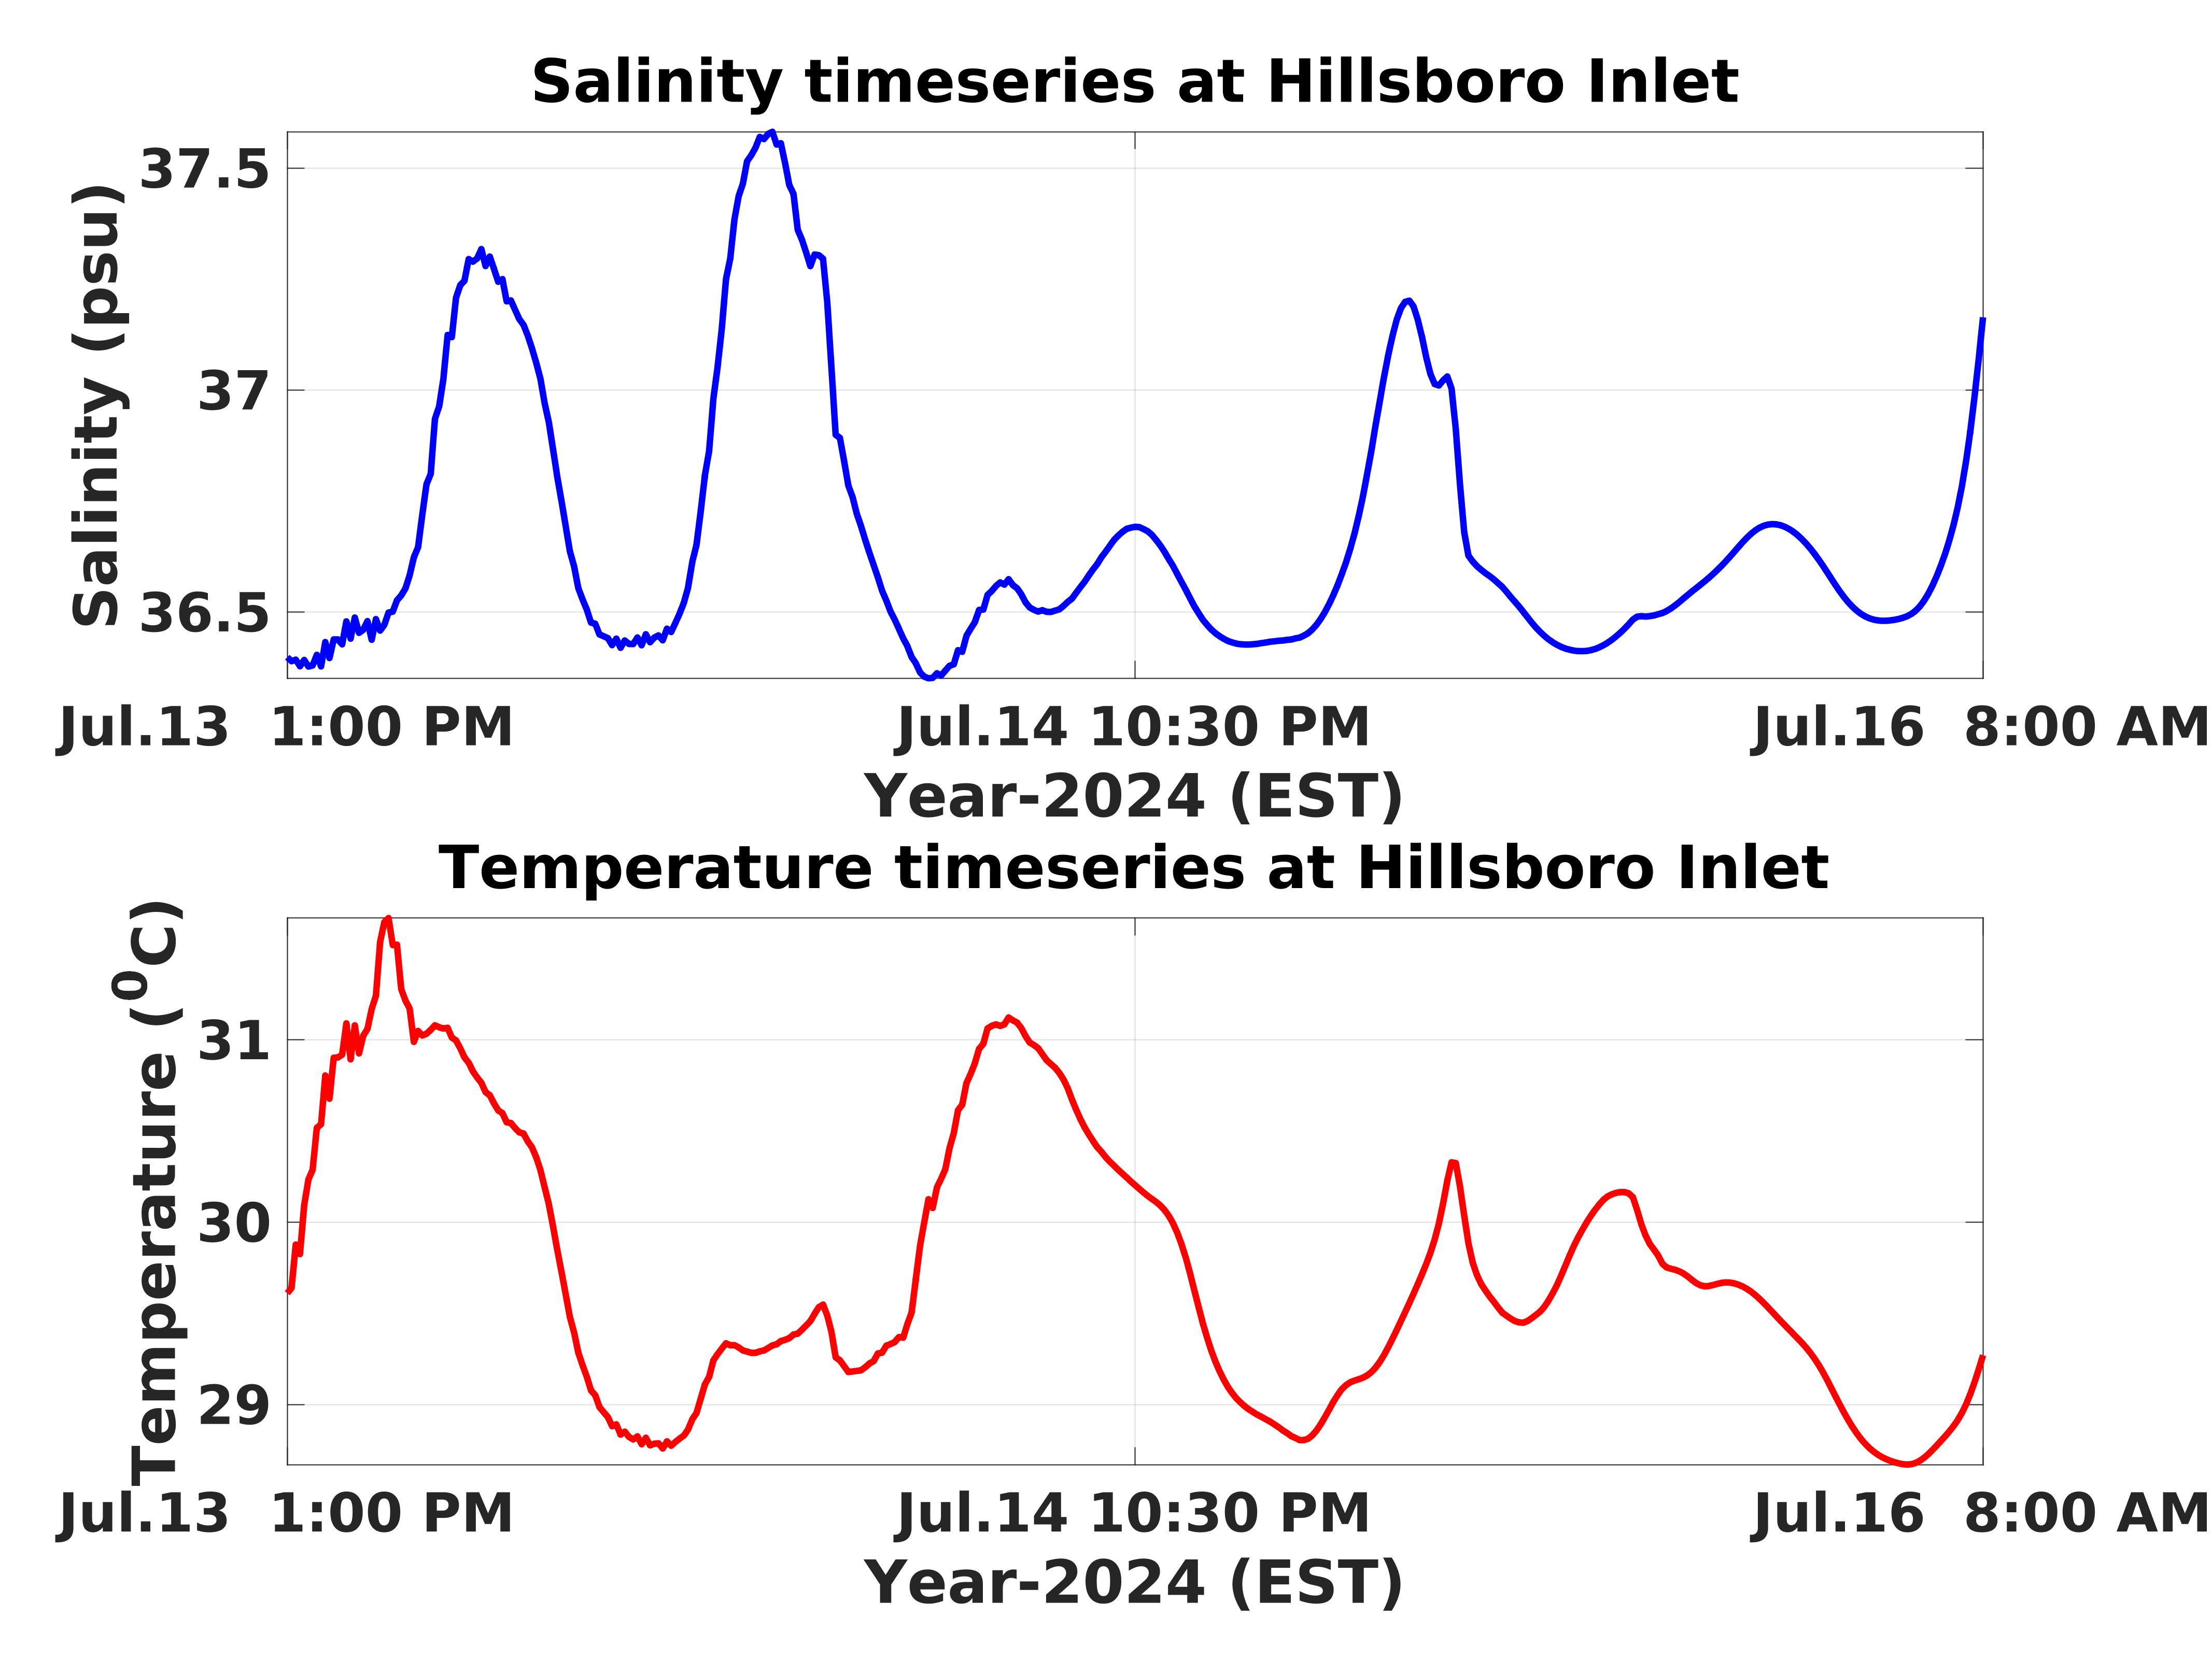 Salinity timeseries at Hillsboro Inlet
Salinity (psu)
37.5
37
36.5
Jul.13  1:00 PM
Jul.14 10:30 PM
Jul.16  8:00 AM
Year-2024 (EST)
Temperature timeseries at Hillsboro Inlet
Temperature (⁰C)
31
30
29
Jul.13  1:00 PM
Jul.14 10:30 PM
Jul.16  8:00 AM
Year-2024 (EST)